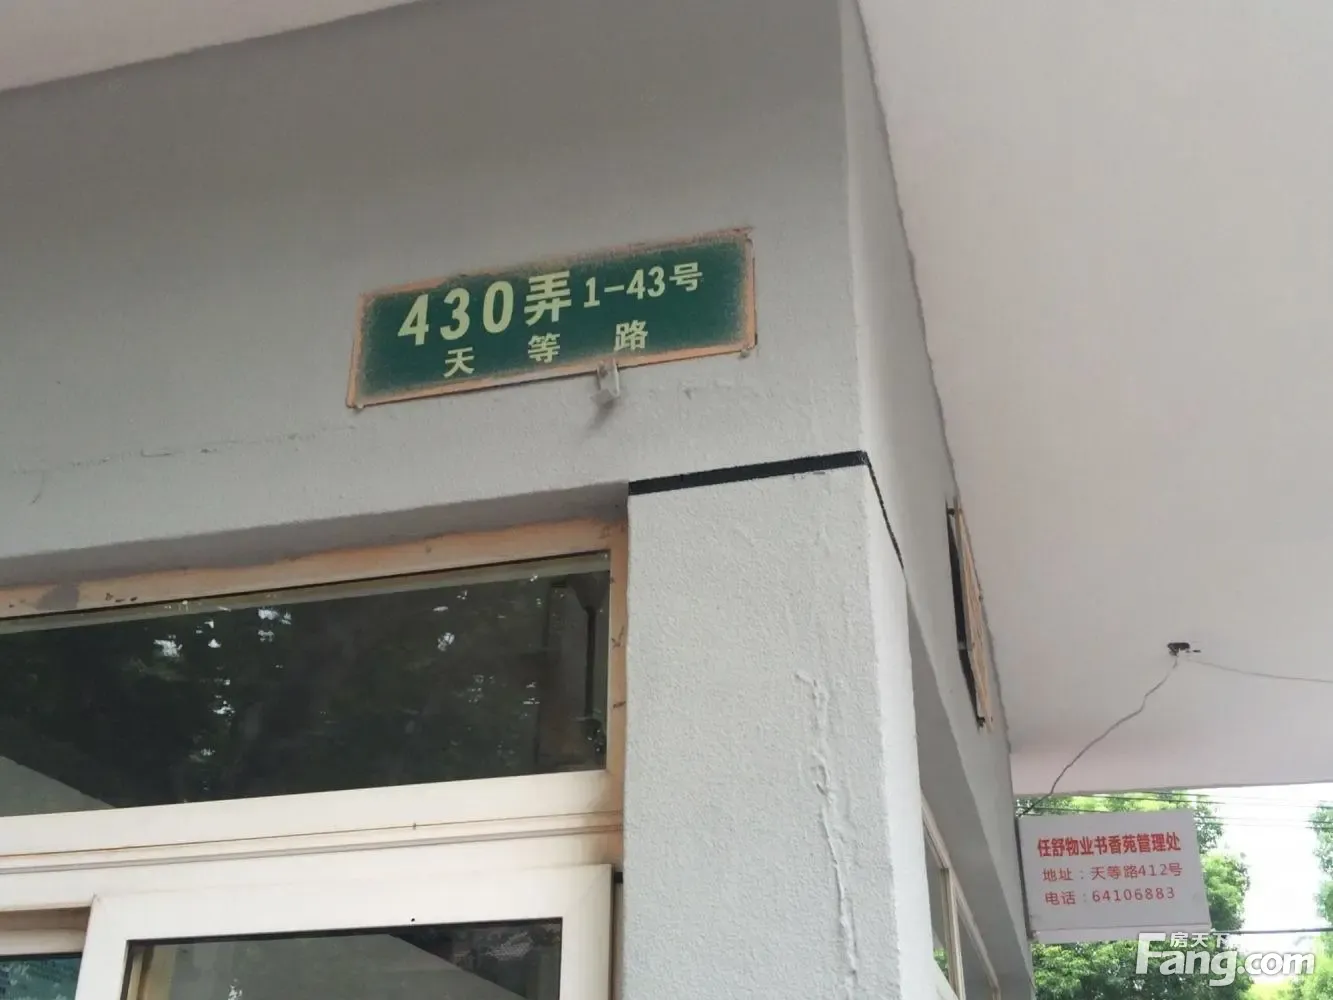 430弄 1-43号
天等路
任舒物业书香苑管理处
地址：天等路412号
电话：64106883
房天下
Fang.com